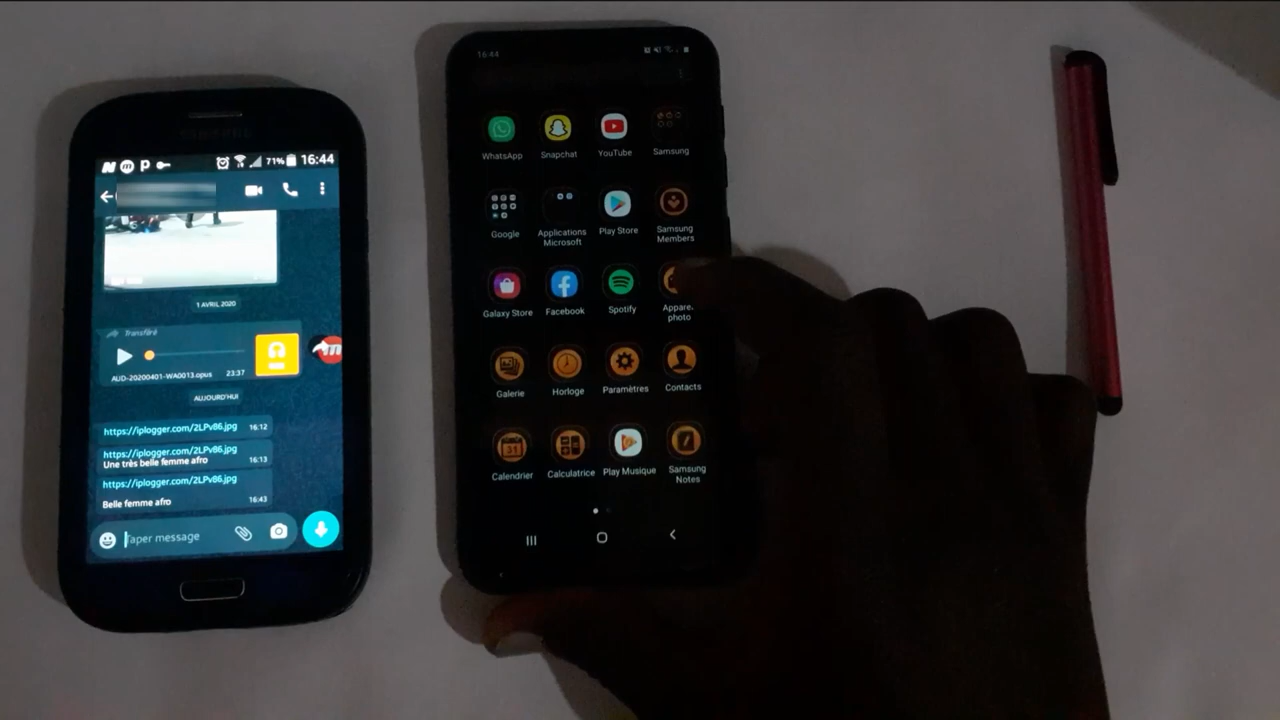 SAMSUNG
71% 16:44
1 AVRIL 2020
Transféré
AUD-20200401-WA0013.opus 23:37
AUJOURD'HUI
https://iplogger.com/2LPv86.jpg 16:12
https://iplogger.com/2LPv86.jpg
Une très belle femme afro 16:13
https://iplogger.com/2LPv86.jpg
Belle femme afro 16:43
Taper message
16:44
WhatsApp Snapchat YouTube Samsung
Google Applications Microsoft Play Store Samsung Members
Galaxy Store Facebook Spotify Appareil photo
Galerie Horloge Paramètres Contacts
31
Calendrier Calculatrice Play Musique Samsung Notes